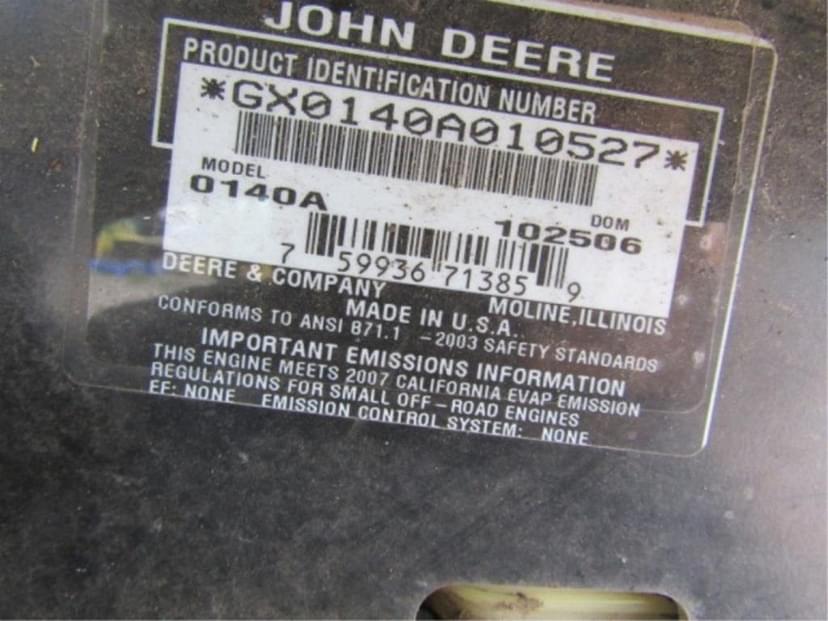 JOHN DEERE
PRODUCT IDENTIFICATION NUMBER
*GX0140A010527*
MODEL
0140A
DOM
102506
7 59936 71385 9
DEERE & COMPANY
MOLINE, ILLINOIS
MADE IN U.S.A.
CONFORMS TO ANSI B71.1 -2003 SAFETY STANDARDS
IMPORTANT EMISSIONS INFORMATION
THIS ENGINE MEETS 2007 CALIFORNIA EVAP EMISSION
REGULATIONS FOR SMALL OFF-ROAD ENGINES
EF: NONE EMISSION CONTROL SYSTEM: NONE